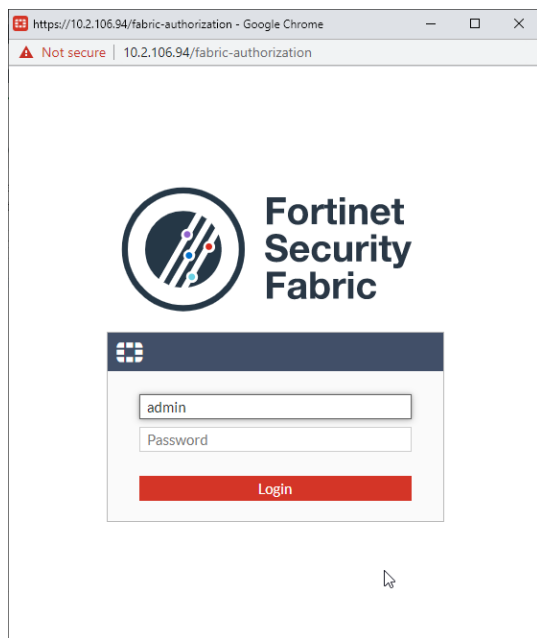 https://10.2.106.94/fabric-authorization - Google Chrome
Not secure | 10.2.106.94/fabric-authorization
Fortinet
Security
Fabric
admin
Password
Login